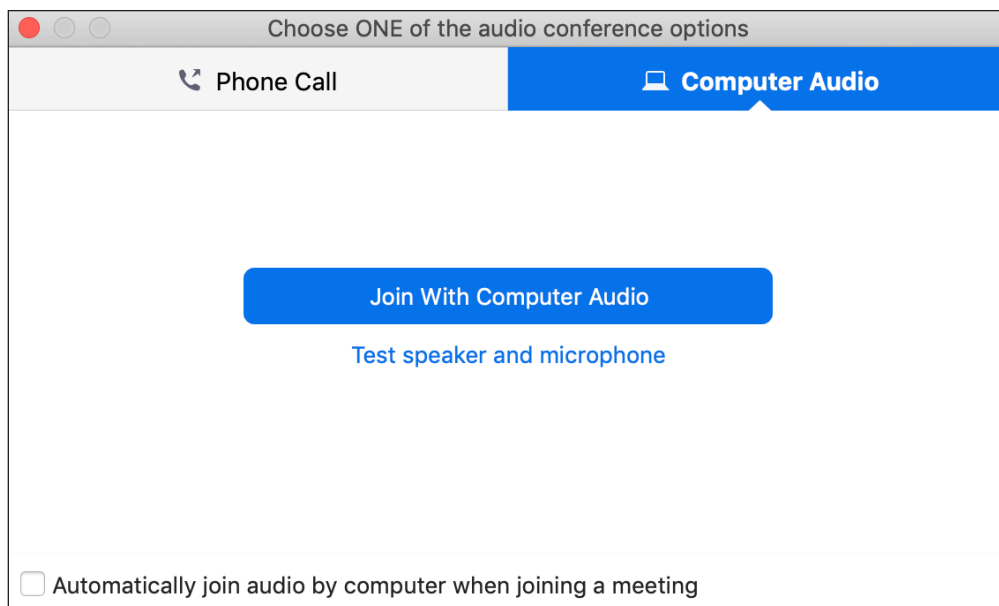 Choose ONE of the audio conference options
Phone Call
Computer Audio
Join With Computer Audio
Test speaker and microphone
Automatically join audio by computer when joining a meeting